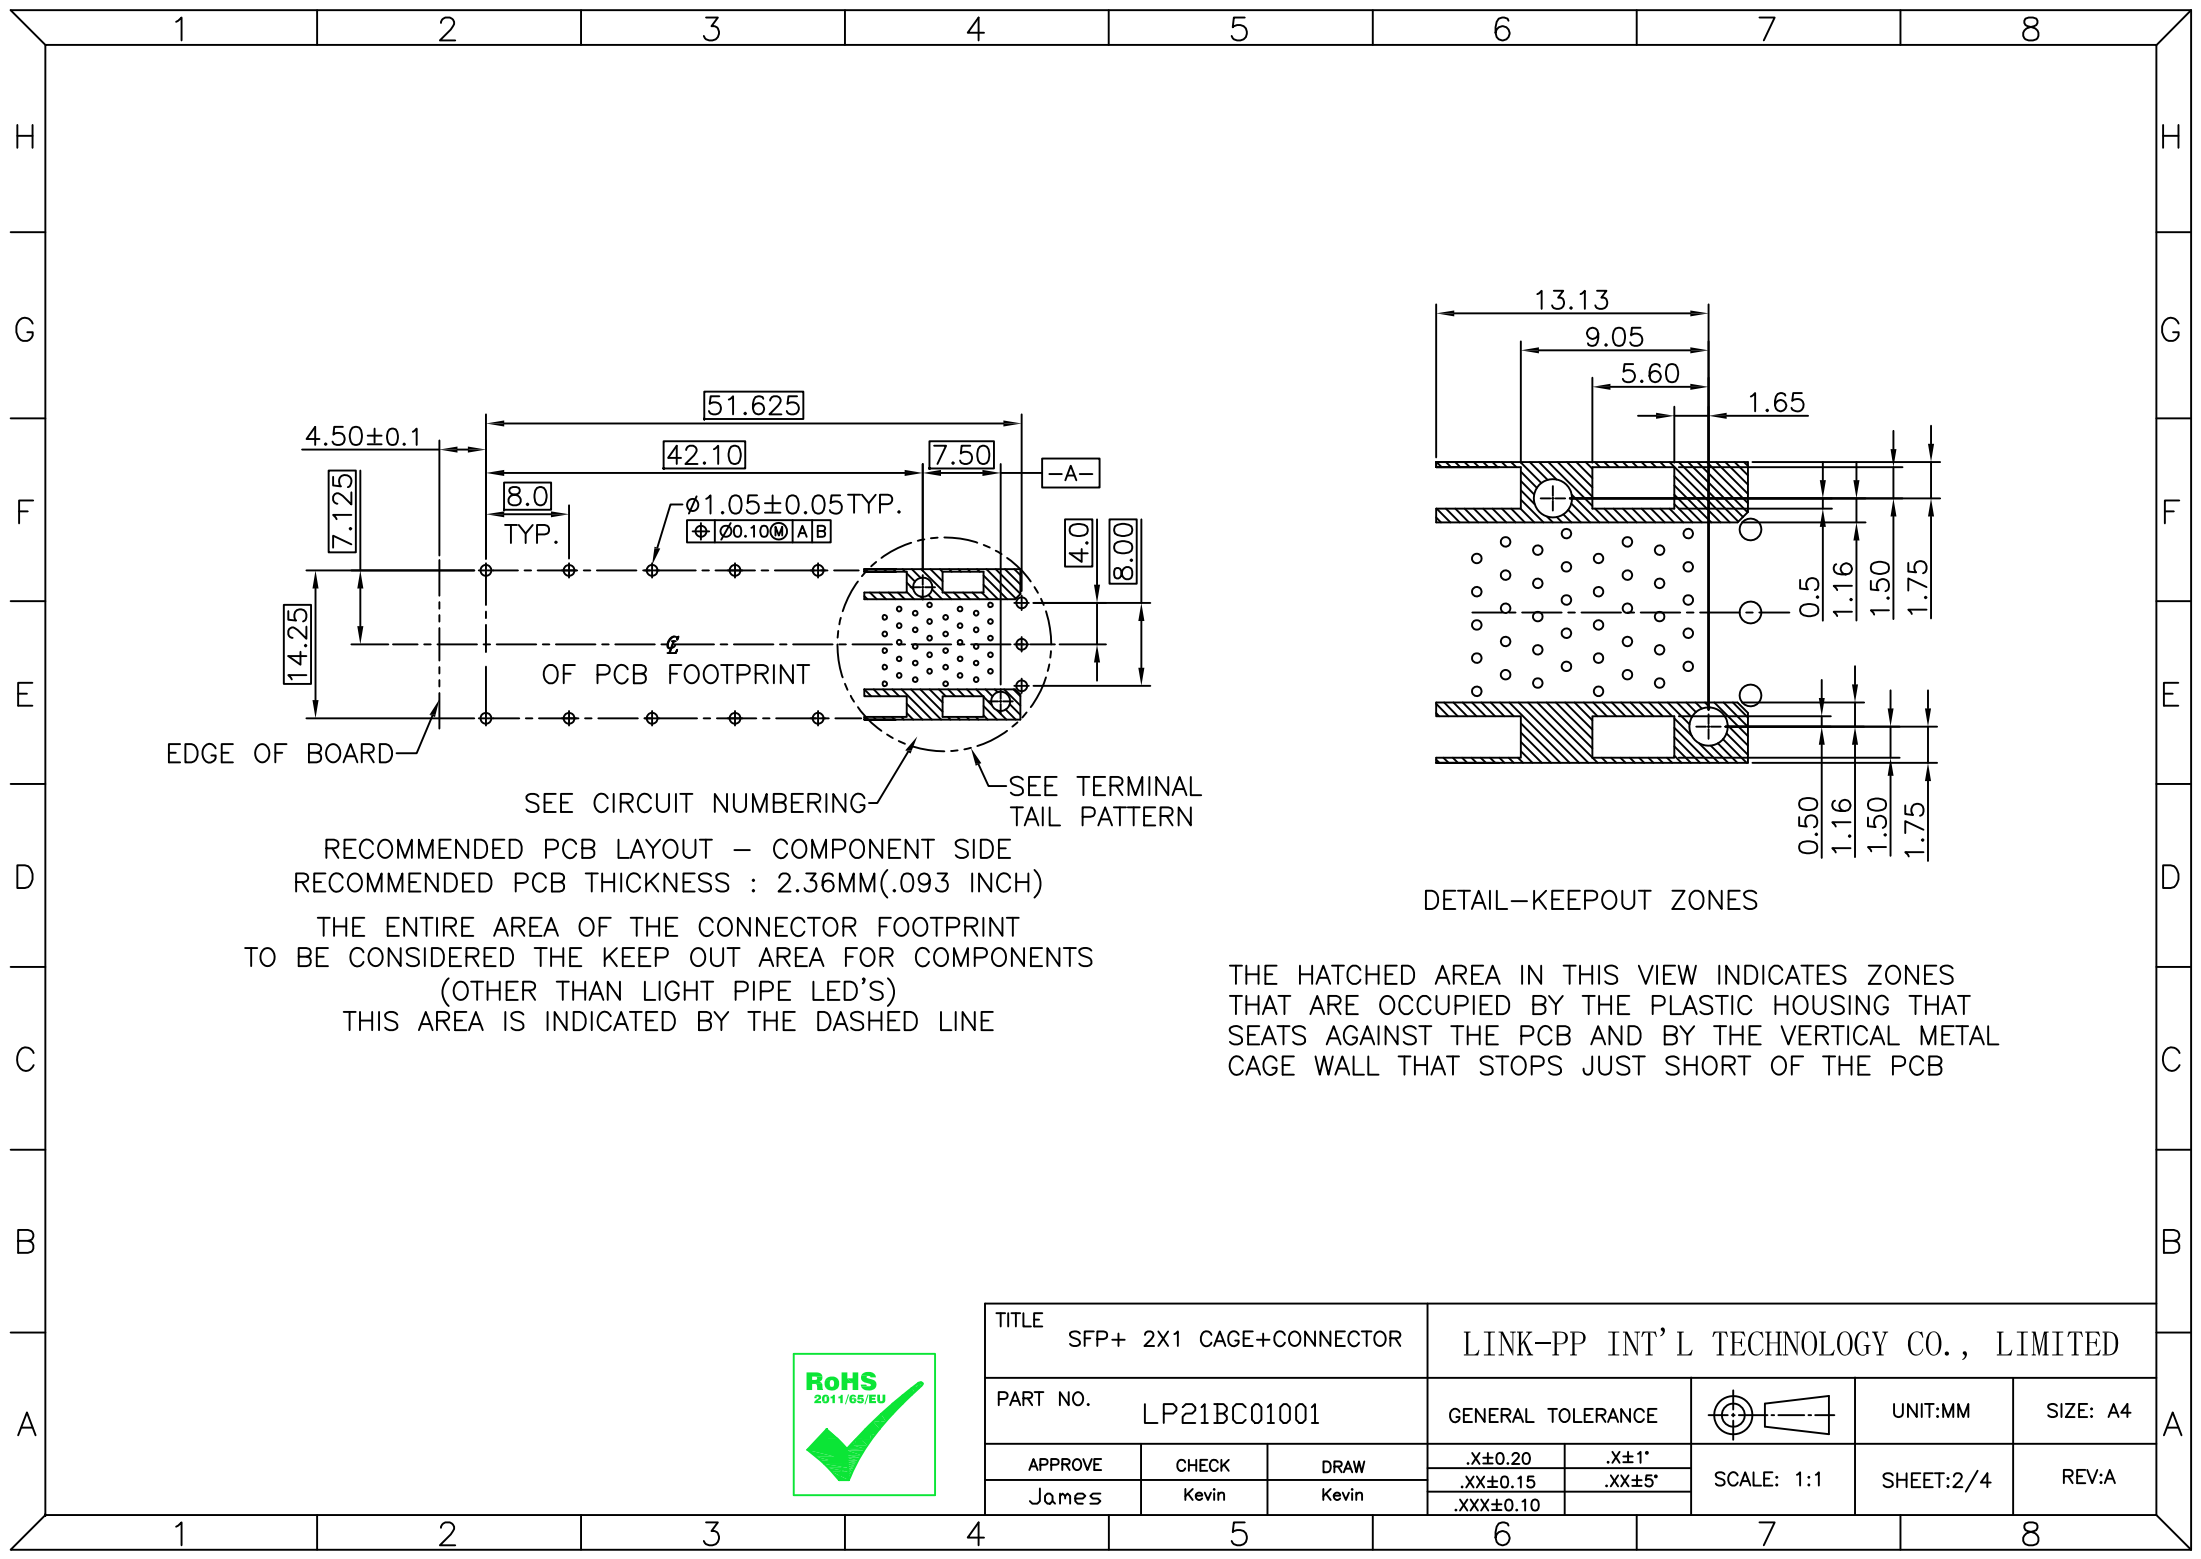 1 2 3 4 5 6 7 8
H H
G G
F F
E E
D D
C C
B B
A A
51.625
4.50±0.1
42.10
7.50
-A-
7.125
8.0
TYP.
ø1.05±0.05TYP.
⌖ Ø0.10Ⓜ A B
4.0
8.00
14.25
℄
OF PCB FOOTPRINT
EDGE OF BOARD
SEE CIRCUIT NUMBERING
SEE TERMINAL
TAIL PATTERN
RECOMMENDED PCB LAYOUT - COMPONENT SIDE
RECOMMENDED PCB THICKNESS : 2.36MM(.093 INCH)
THE ENTIRE AREA OF THE CONNECTOR FOOTPRINT
TO BE CONSIDERED THE KEEP OUT AREA FOR COMPONENTS
(OTHER THAN LIGHT PIPE LED'S)
THIS AREA IS INDICATED BY THE DASHED LINE
13.13
9.05
5.60
1.65
0.5
1.16
1.50
1.75
0.50
1.16
1.50
1.75
DETAIL-KEEPOUT ZONES
THE HATCHED AREA IN THIS VIEW INDICATES ZONES
THAT ARE OCCUPIED BY THE PLASTIC HOUSING THAT
SEATS AGAINST THE PCB AND BY THE VERTICAL METAL
CAGE WALL THAT STOPS JUST SHORT OF THE PCB
RoHS
2011/65/EU
TITLE
SFP+ 2X1 CAGE+CONNECTOR
LINK-PP INT'L TECHNOLOGY CO., LIMITED
PART NO.
LP21BC01001
GENERAL TOLERANCE
UNIT:MM
SIZE: A4
APPROVE CHECK DRAW
James Kevin Kevin
.X±0.20 .X±1°
.XX±0.15 .XX±5°
.XXX±0.10
SCALE: 1:1
SHEET:2/4
REV:A
1 2 3 4 5 6 7 8